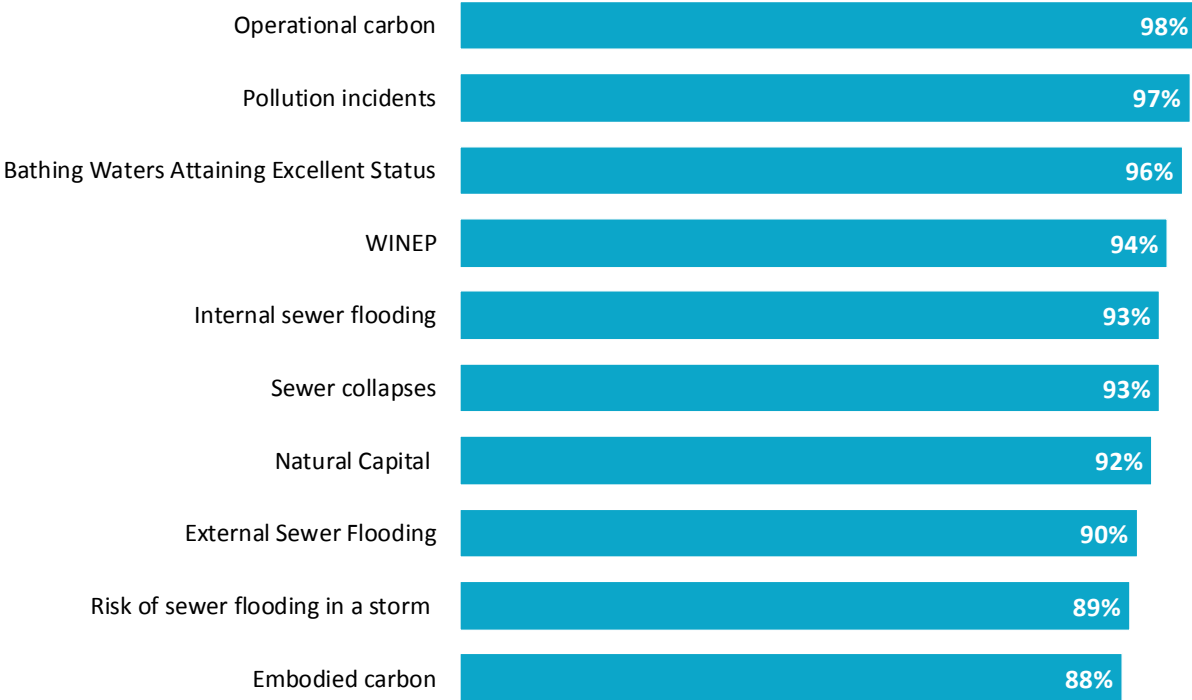 Operational carbon 98%
Pollution incidents 97%
Bathing Waters Attaining Excellent Status 96%
WINEP 94%
Internal sewer flooding 93%
Sewer collapses 93%
Natural Capital 92%
External Sewer Flooding 90%
Risk of sewer flooding in a storm 89%
Embodied carbon 88%